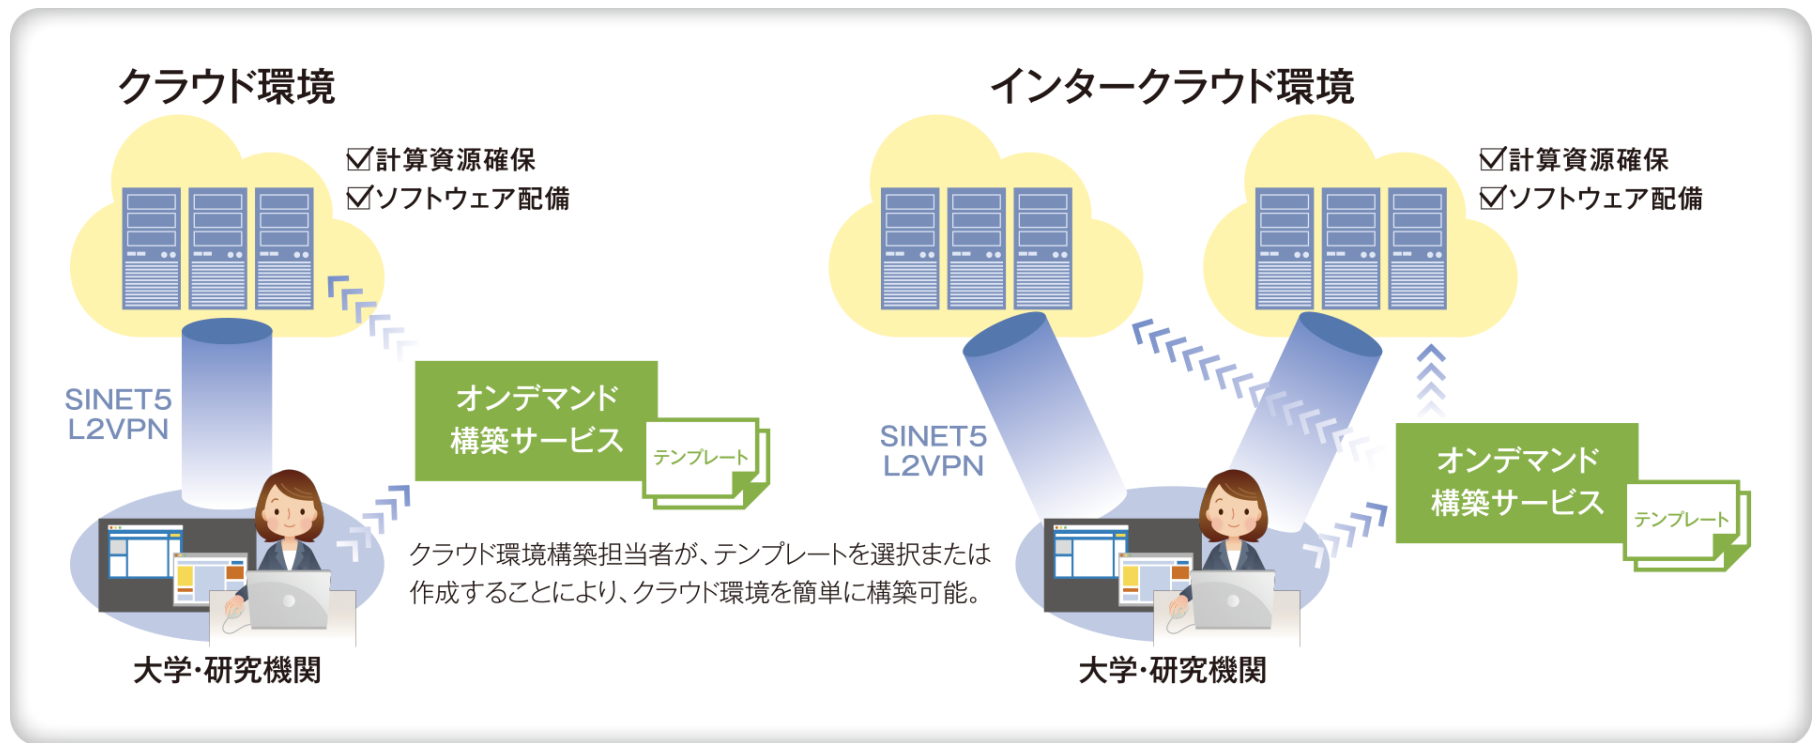 クラウド環境
計算資源確保
ソフトウェア配備
SINET5
L2VPN
オンデマンド
構築サービス
テンプレート
クラウド環境構築担当者が、テンプレートを選択または
作成することにより、クラウド環境を簡単に構築可能。
大学・研究機関
インタークラウド環境
計算資源確保
ソフトウェア配備
SINET5
L2VPN
オンデマンド
構築サービス
テンプレート
大学・研究機関